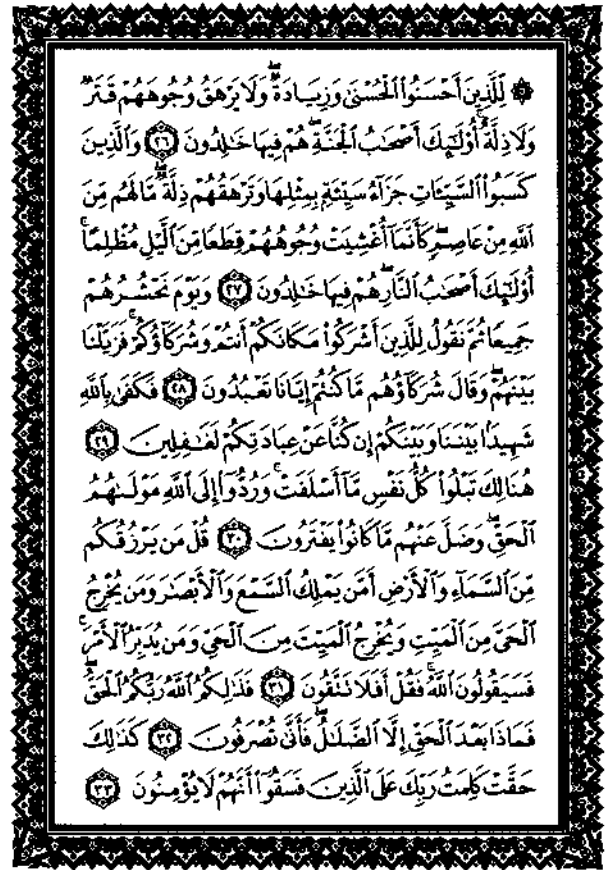 ۞ لِّلَّذِينَ أَحْسَنُوا۟ ٱلْحُسْنَىٰ وَزِيَادَةٌۖ وَلَا يَرْهَقُ وُجُوهَهُمْ قَتَرٌ
وَلَا ذِلَّةٌۚ أُو۟لَٰٓئِكَ أَصْحَٰبُ ٱلْجَنَّةِۖ هُمْ فِيهَا خَٰلِدُونَ ٢٦ وَٱلَّذِينَ
كَسَبُوا۟ ٱلسَّيِّـَٔاتِ جَزَآءُ سَيِّئَةٍۭ بِمِثْلِهَا وَتَرْهَقُهُمْ ذِلَّةٌۖ مَّا لَهُم مِّنَ
ٱللَّهِ مِنْ عَاصِمٍۖ كَأَنَّمَآ أُغْشِيَتْ وُجُوهُهُمْ قِطَعًا مِّنَ ٱلَّيْلِ مُظْلِمًاۚ
أُو۟لَٰٓئِكَ أَصْحَٰبُ ٱلنَّارِۖ هُمْ فِيهَا خَٰلِدُونَ ٢٧ وَيَوْمَ نَحْشُرُهُمْ
جَمِيعًا ثُمَّ نَقُولُ لِلَّذِينَ أَشْرَكُوا۟ مَكَانَكُمْ أَنتُمْ وَشُرَكَآؤُكُمْۚ فَزَيَّلْنَا
بَيْنَهُمْۖ وَقَالَ شُرَكَآؤُهُم مَّا كُنتُمْ إِيَّانَا تَعْبُدُونَ ٢٨ فَكَفَىٰ بِٱللَّهِ
شَهِيدًۢا بَيْنَنَا وَبَيْنَكُمْ إِن كُنَّا عَنْ عِبَادَتِكُمْ لَغَٰفِلِينَ ٢٩
هُنَالِكَ تَبْلُوا۟ كُلُّ نَفْسٍ مَّآ أَسْلَفَتْۚ وَرُدُّوٓا۟ إِلَى ٱللَّهِ مَوْلَىٰهُمُ
ٱلْحَقِّۖ وَضَلَّ عَنْهُم مَّا كَانُوا۟ يَفْتَرُونَ ٣٠ قُلْ مَن يَرْزُقُكُم
مِّنَ ٱلسَّمَآءِ وَٱلْأَرْضِ أَمَّن يَمْلِكُ ٱلسَّمْعَ وَٱلْأَبْصَٰرَ وَمَن يُخْرِجُ
ٱلْحَىَّ مِنَ ٱلْمَيِّتِ وَيُخْرِجُ ٱلْمَيِّتَ مِنَ ٱلْحَىِّ وَمَن يُدَبِّرُ ٱلْأَمْرَۚ
فَسَيَقُولُونَ ٱللَّهُۚ فَقُلْ أَفَلَا تَتَّقُونَ ٣١ فَذَٰلِكُمُ ٱللَّهُ رَبُّكُمُ ٱلْحَقُّۖ
فَمَاذَا بَعْدَ ٱلْحَقِّ إِلَّا ٱلضَّلَٰلُۖ فَأَنَّىٰ تُصْرَفُونَ ٣٢ كَذَٰلِكَ
حَقَّتْ كَلِمَتُ رَبِّكَ عَلَى ٱلَّذِينَ فَسَقُوٓا۟ أَنَّهُمْ لَا يُؤْمِنُونَ ٣٣